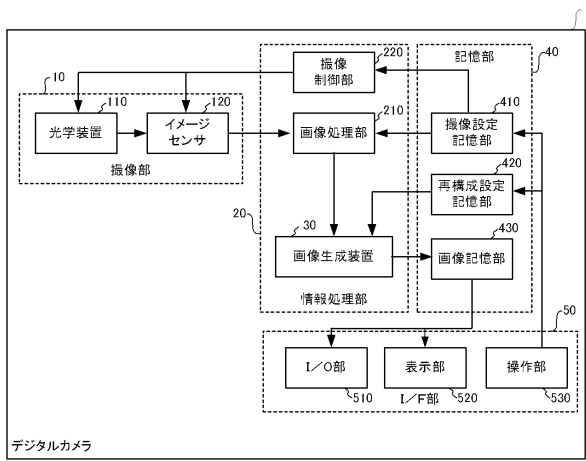 10
110
光学装置
120
イメージ
センサ
撮像部
220
撮像
制御部
210
画像処理部
20
30
画像生成装置
情報処理部
記憶部
40
410
撮像設定
記憶部
420
再構成設定
記憶部
430
画像記憶部
50
I/O部
510
表示部
520
操作部
530
I/F部
デジタルカメラ